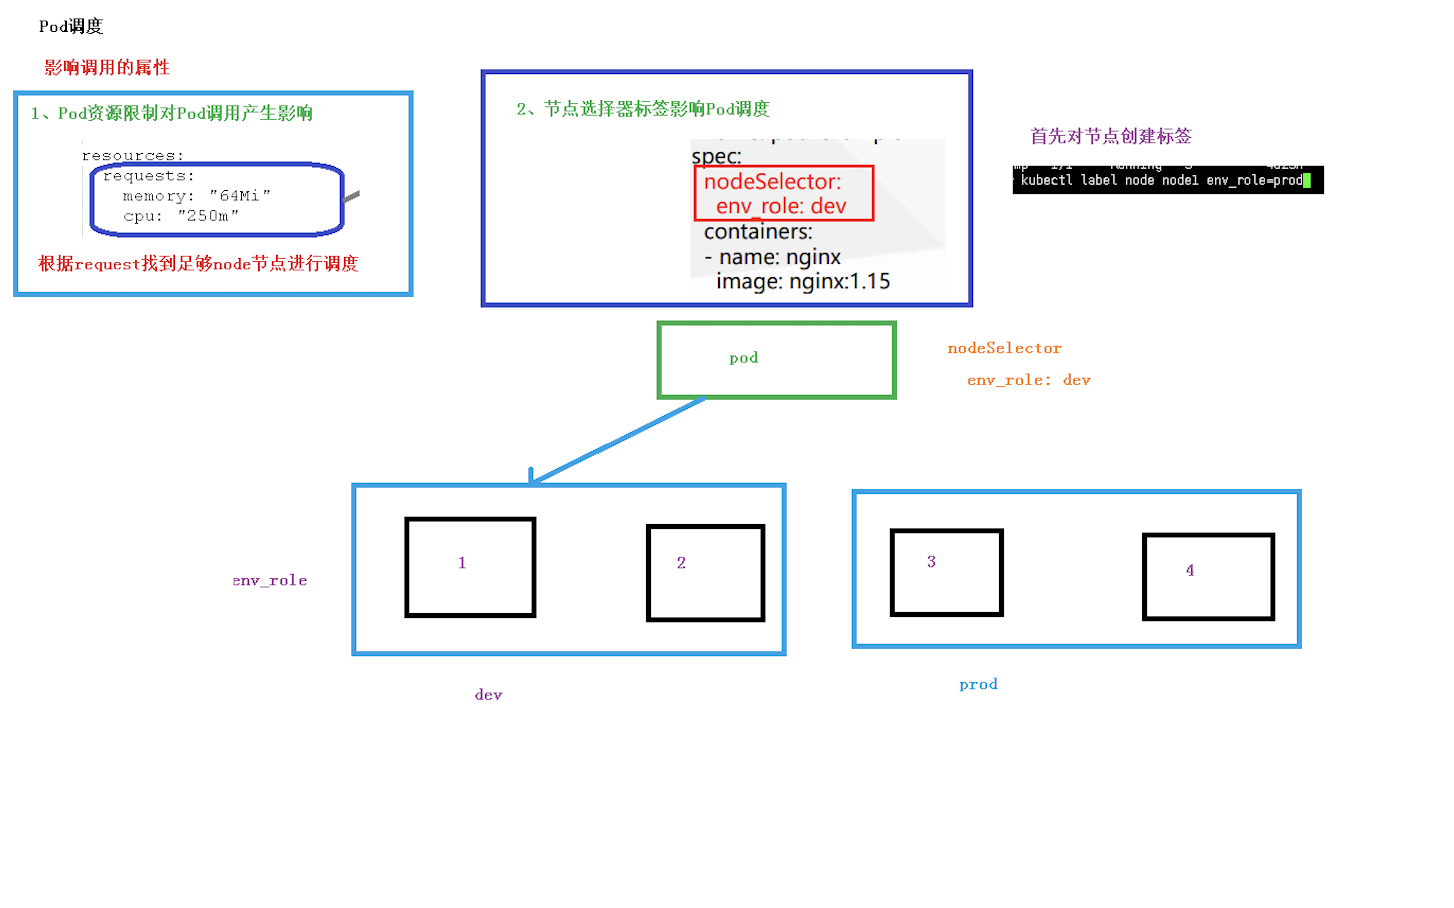 Pod调度
影响调用的属性
1、Pod资源限制对Pod调用产生影响
resources:
requests:
memory: "64Mi"
cpu: "250m"
根据request找到足够node节点进行调度
2、节点选择器标签影响Pod调度
spec:
nodeSelector:
env_role: dev
containers:
- name: nginx
image: nginx:1.15
首先对节点创建标签
kubectl label node node1 env_role=prod
pod
nodeSelector
env_role: dev
env_role
1
2
3
4
dev
prod